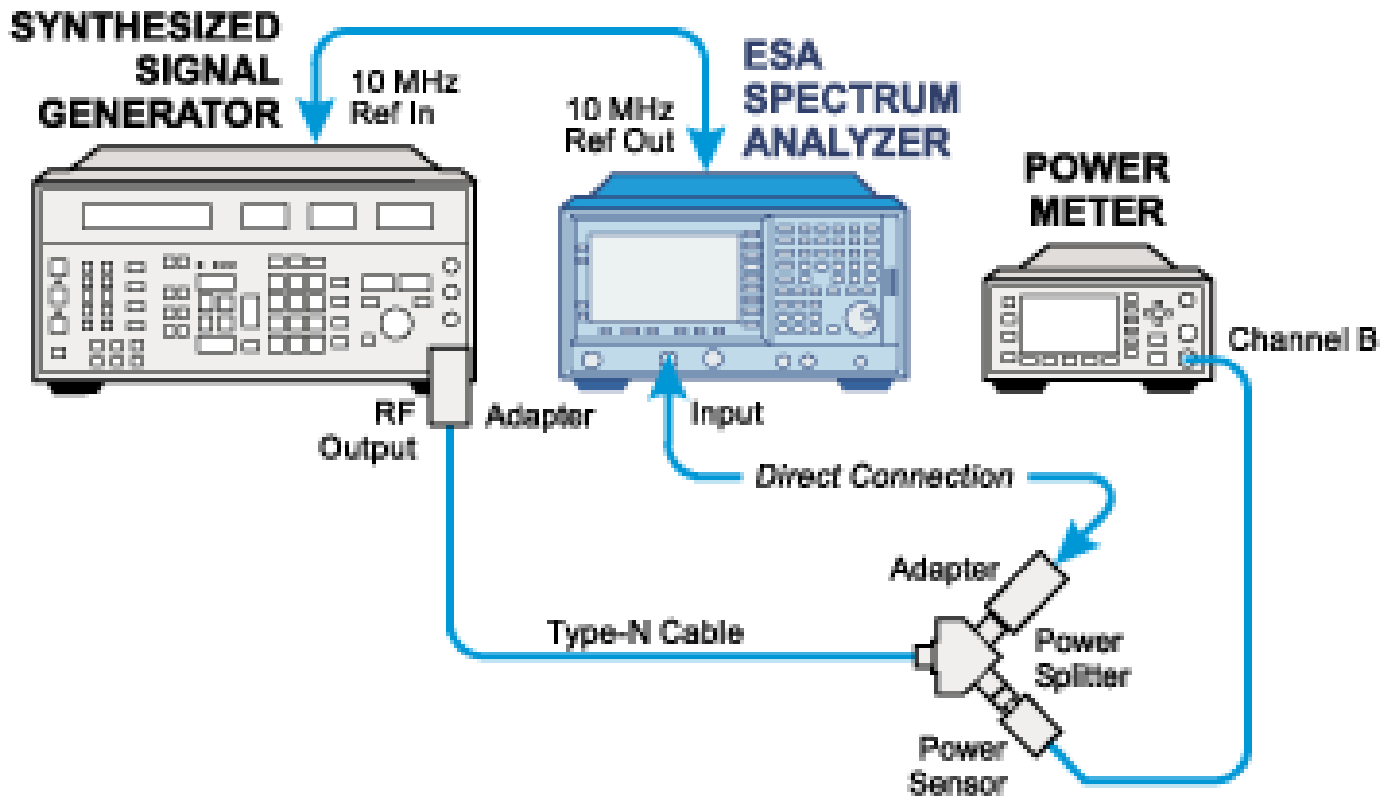 SYNTHESIZED
SIGNAL
GENERATOR
10 MHz
Ref In
10 MHz
Ref Out
ESA
SPECTRUM
ANALYZER
POWER
METER
Channel B
RF
Output
Adapter
Input
Direct Connection
Adapter
Type-N Cable
Power
Splitter
Power
Sensor